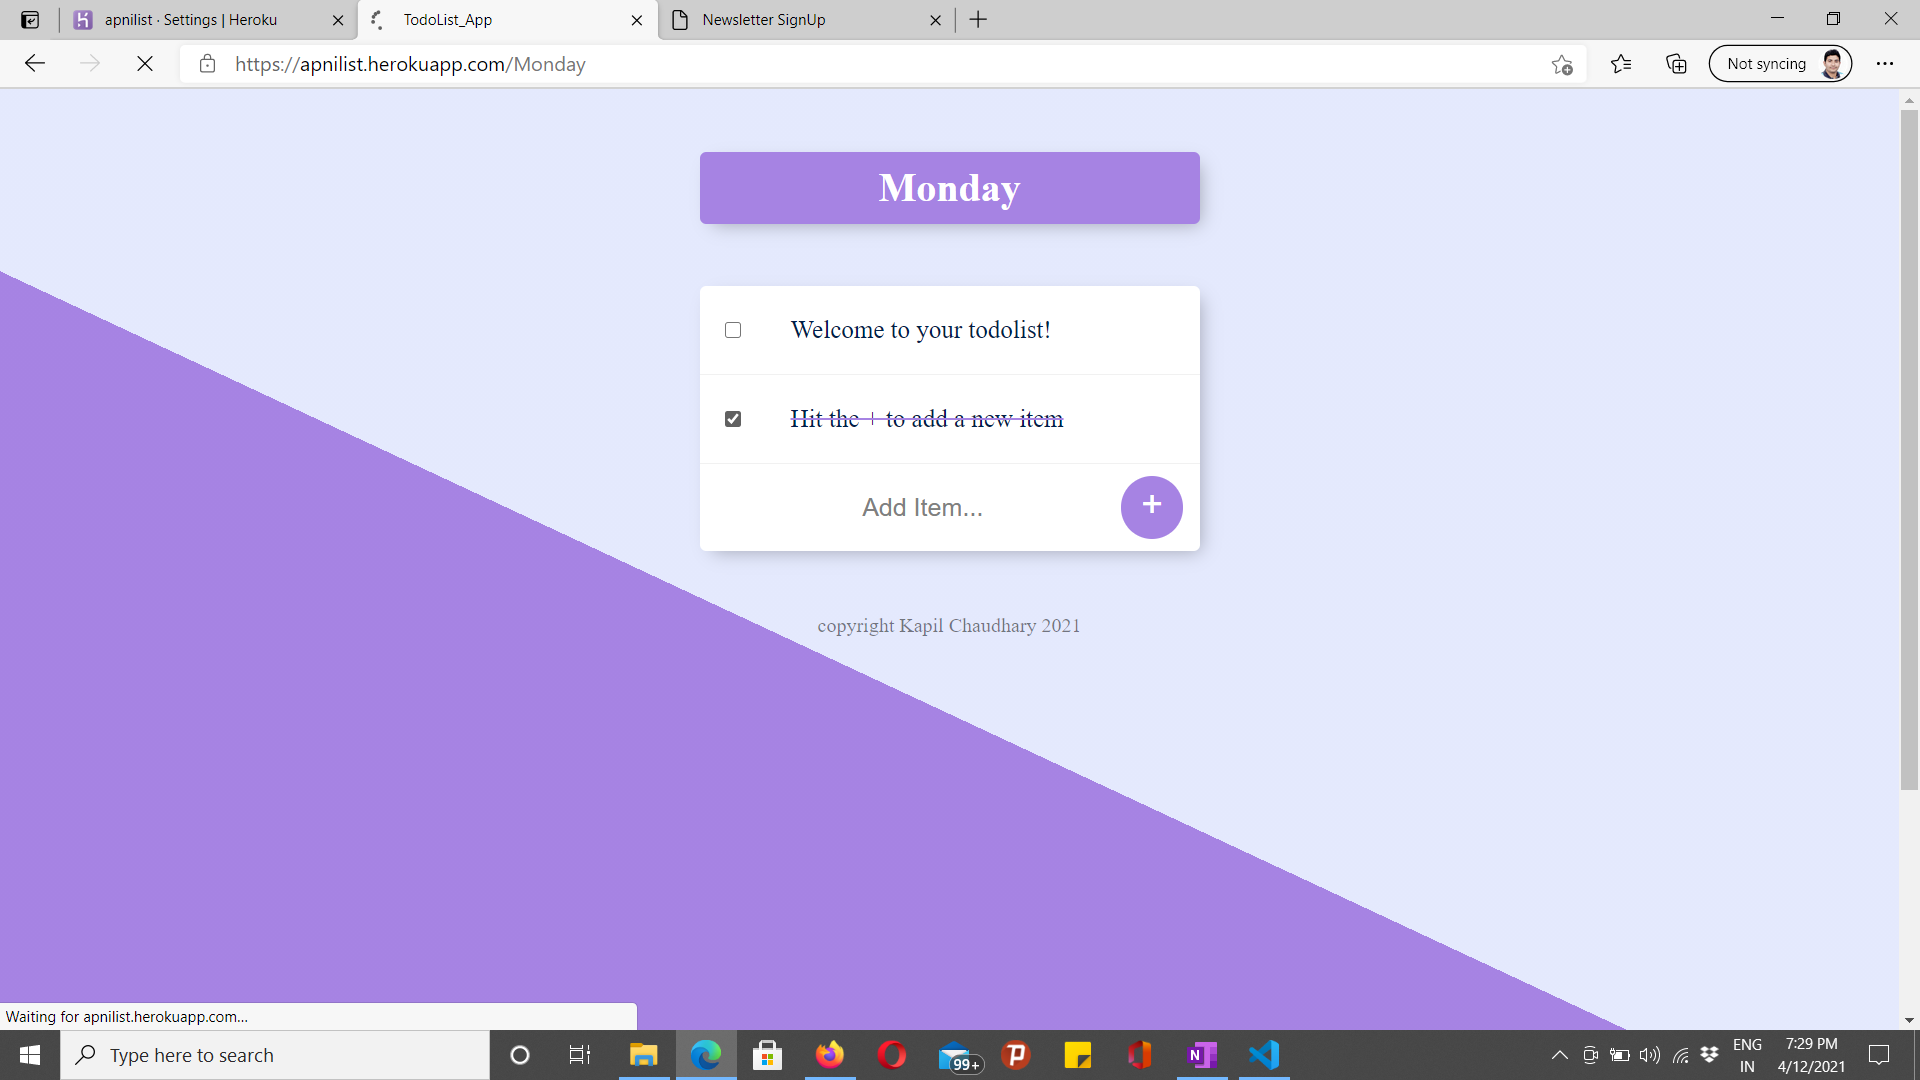 apnilist · Settings | Heroku
TodoList_App
Newsletter SignUp
https://apnilist.herokuapp.com/Monday
Not syncing
Monday
Welcome to your todolist!
Hit the + to add a new item
Add Item...
+
copyright Kapil Chaudhary 2021
Waiting for apnilist.herokuapp.com...
Type here to search
99+
ENG
IN
7:29 PM
4/12/2021